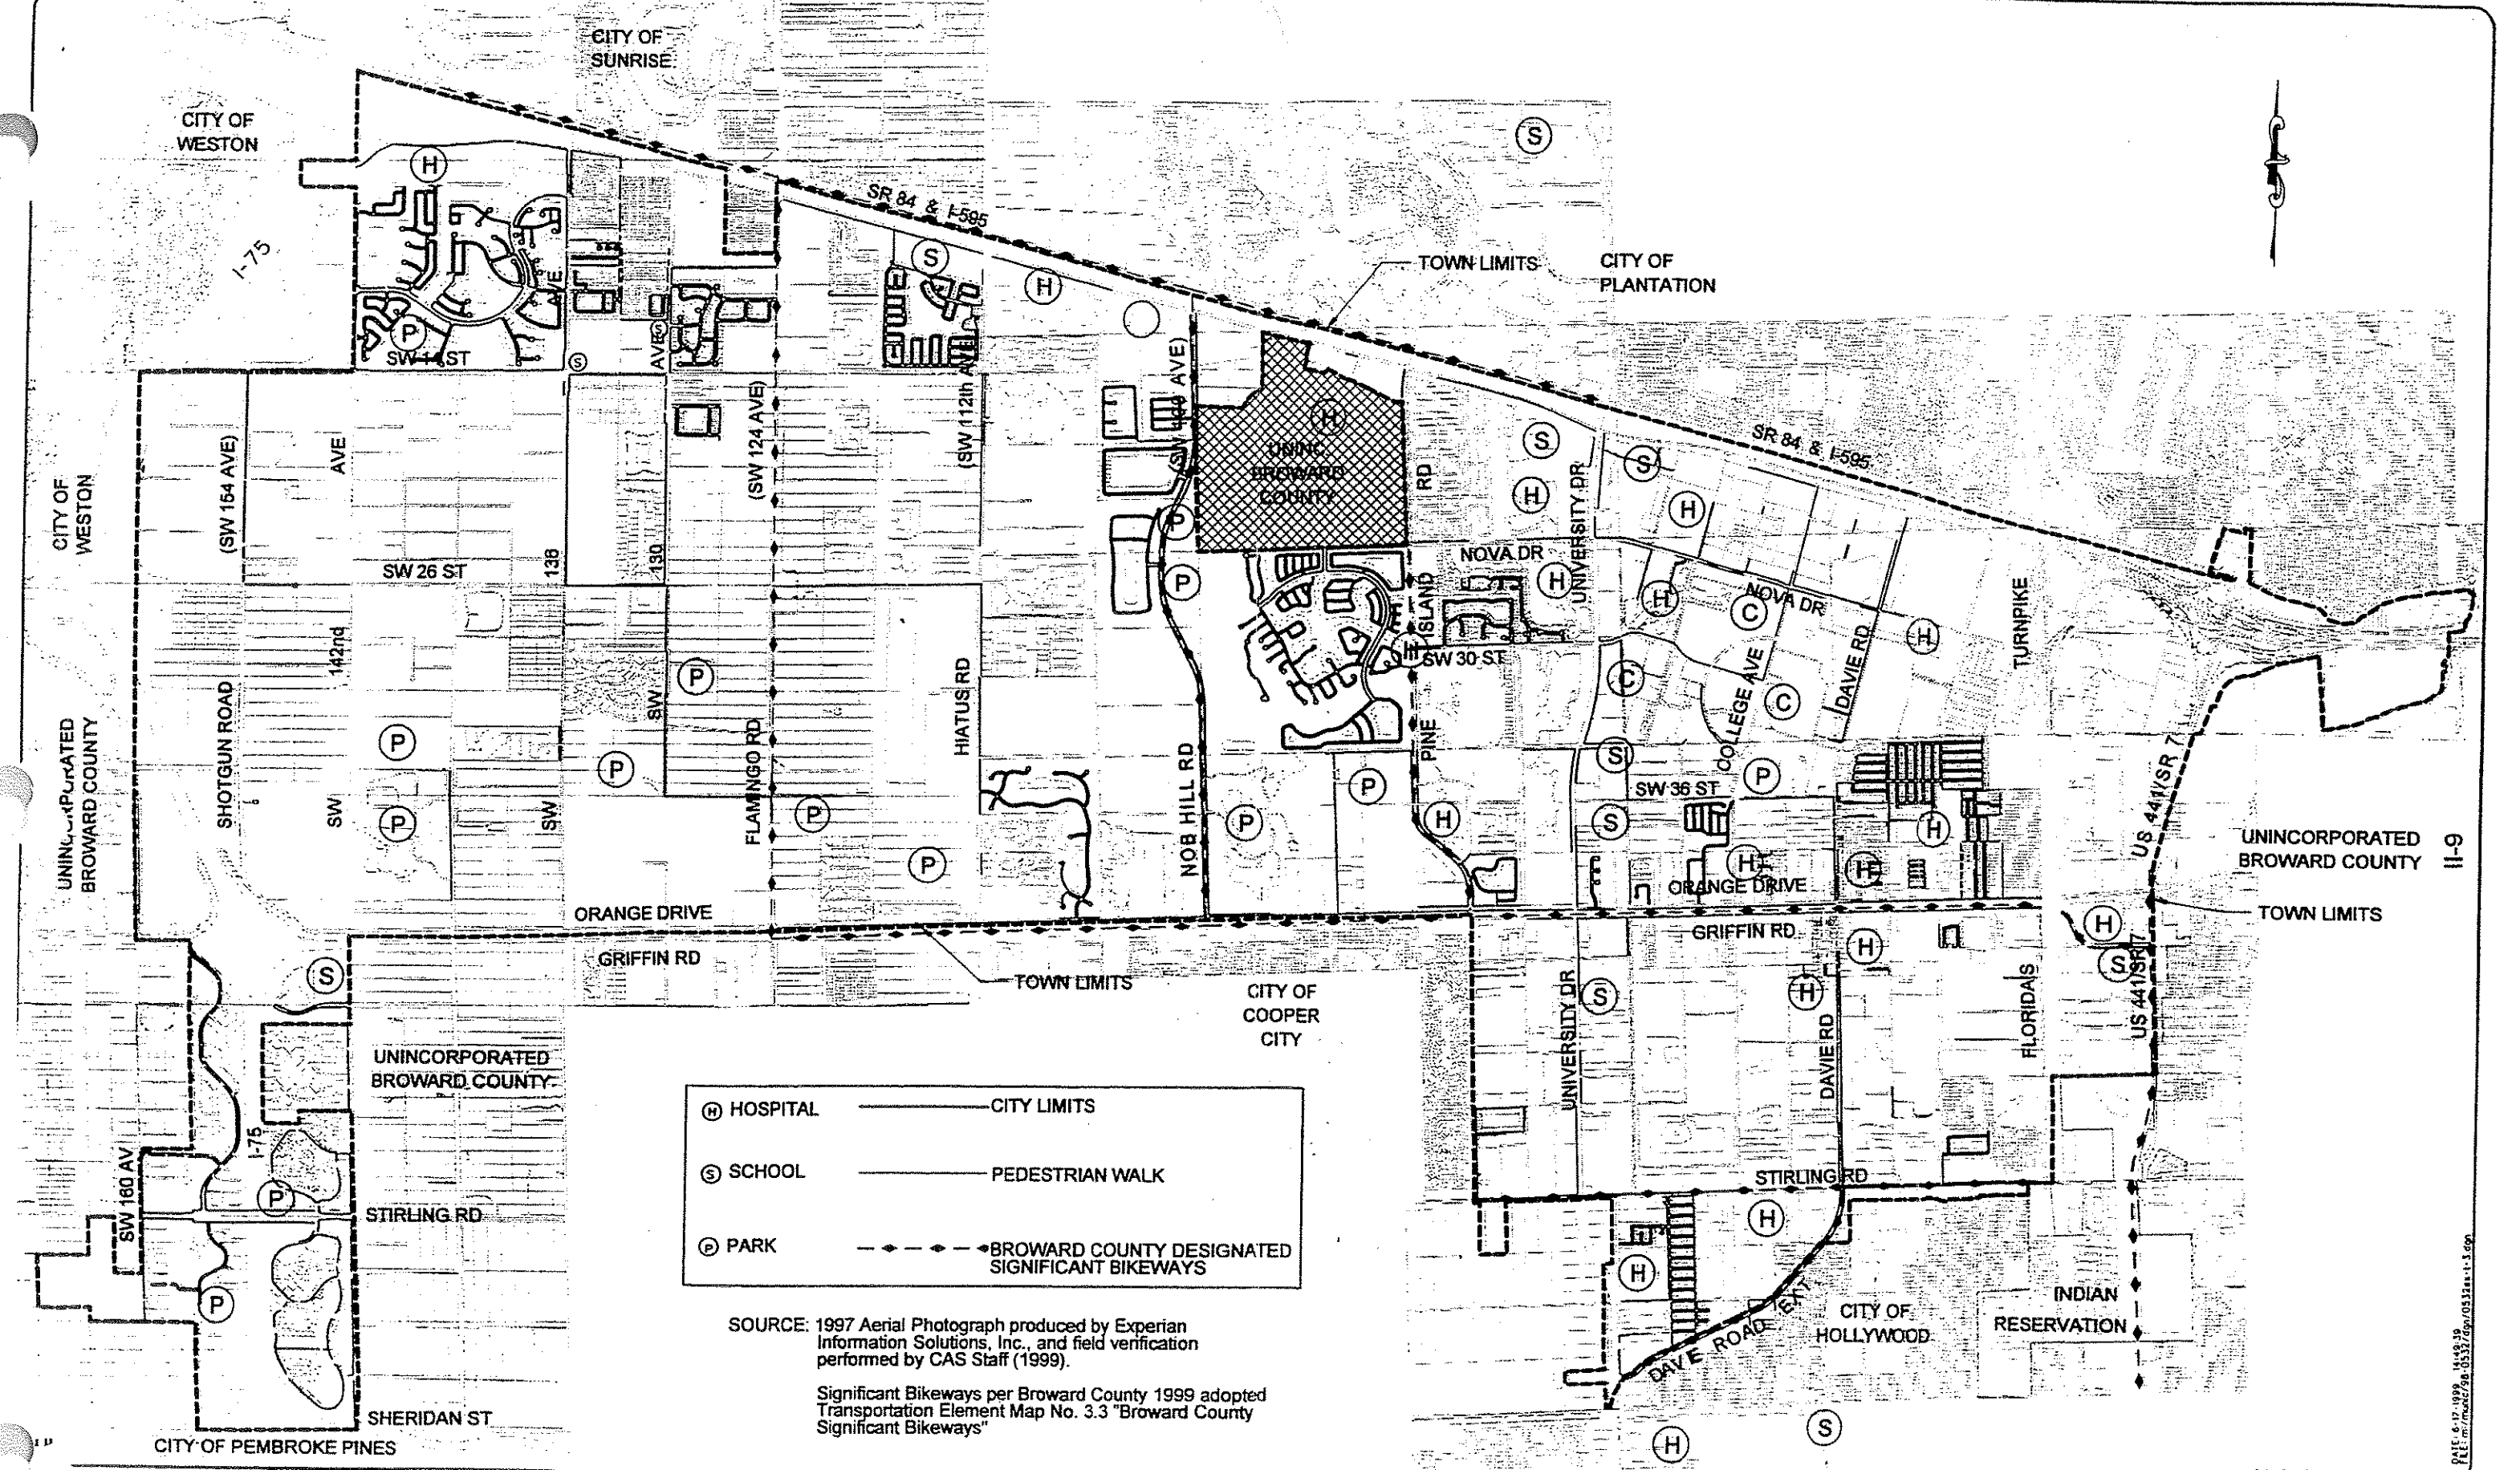 CITY OF
SUNRISE
CITY OF
WESTON
S
H
I-75
SR 84 & I-595
S
H
TOWN LIMITS
CITY OF
PLANTATION
AVE
P
SW 14 ST
S
S
AVE
(SW 124 AVE)
(SW 112th AVE)
H
UNINC.
BROWARD
COUNTY
RD
S
S
H
H
UNIVERSITY DR
SR 84 & I-595
CITY OF
WESTON
(SW 154 AVE)
AVE
SW 26 ST
138
130
P
P
NOVA DR
H
H
NOVA DR
C
ISLAND
H
SW 30 ST
TURNPIKE
UNINCORPORATED
BROWARD COUNTY
SHOTGUN ROAD
142nd
SW
P
P
SW
P
SW
P
FLAMINGO RD
P
HIATUS RD
P
NOB HILL RD
P
P
PINE
H
C
C
COLLEGE AVE
DAVIE RD
S
P
SW 36 ST
S
H
H
H
ORANGE DRIVE
US 441/SR 7
UNINCORPORATED
BROWARD COUNTY
II-9
ORANGE DRIVE
GRIFFIN RD
TOWN LIMITS
GRIFFIN RD
TOWN LIMITS
H
S
US 441/SR 7
S
CITY OF
COOPER
CITY
UNIVERSITY DR
S
H
H
DAVIE RD
FLORIDAS
UNINCORPORATED
BROWARD COUNTY
I-75
SW 160 AV
P
STIRLING RD
P
H HOSPITAL
CITY LIMITS
S SCHOOL
PEDESTRIAN WALK
P PARK
BROWARD COUNTY DESIGNATED
SIGNIFICANT BIKEWAYS
STIRLING RD
H
H
DAVIE ROAD EXT
CITY OF
HOLLYWOOD
INDIAN
RESERVATION
SOURCE: 1997 Aerial Photograph produced by Experian
Information Solutions, Inc., and field verification
performed by CAS Staff (1999).
Significant Bikeways per Broward County 1999 adopted
Transportation Element Map No. 3.3 "Broward County
Significant Bikeways"
SHERIDAN ST
CITY OF PEMBROKE PINES
H
S
DATE: 6-17-1999 14:49:39